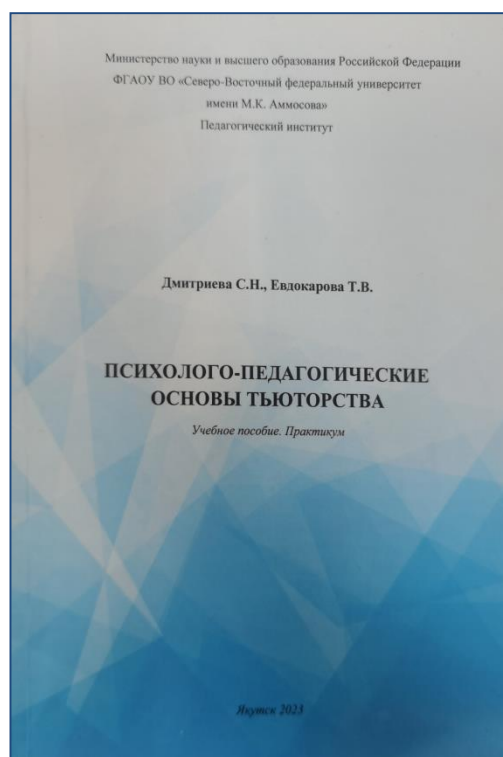 Министерство науки и высшего образования Российской Федерации
ФГАОУ ВО «Северо-Восточный федеральный университет
имени М.К. Аммосова»
Педагогический институт
Дмитриева С.Н., Евдокарова Т.В.
ПСИХОЛОГО-ПЕДАГОГИЧЕСКИЕ
ОСНОВЫ ТЬЮТОРСТВА
Учебное пособие. Практикум
Якутск 2023